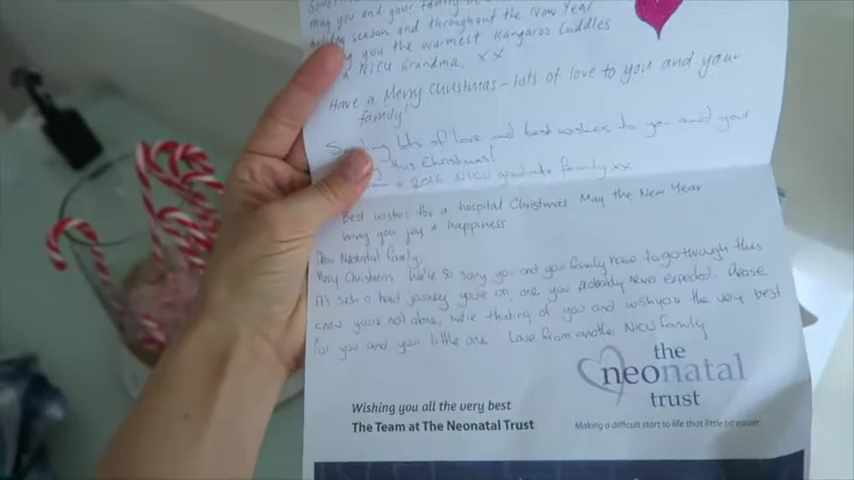 may you and your family
season and throughout the New Year
you the warmest Kangaroo Cuddles
a NICU Grandma. xx
Have a Merry Christmas - lots of love to you and your
family!
lots of love and best wishes to you and your
this Christmas!
a 2016 NICU graduate family xx
Best wishes for a hospital Christmas May the New Year
bring you joy + happiness
Dear Neonatal family,
Merry Christmas. We're so sorry you and your family have to go through this
it's such a hard journey you're on, one you probably never expected. Please
know you're not alone, we're thinking of you and wish you the very best
for you and your little one. Love from another NICU family
the
neonatal
trust
Wishing you all the very best
The Team at The Neonatal Trust
Making a difficult start to life that little bit easier